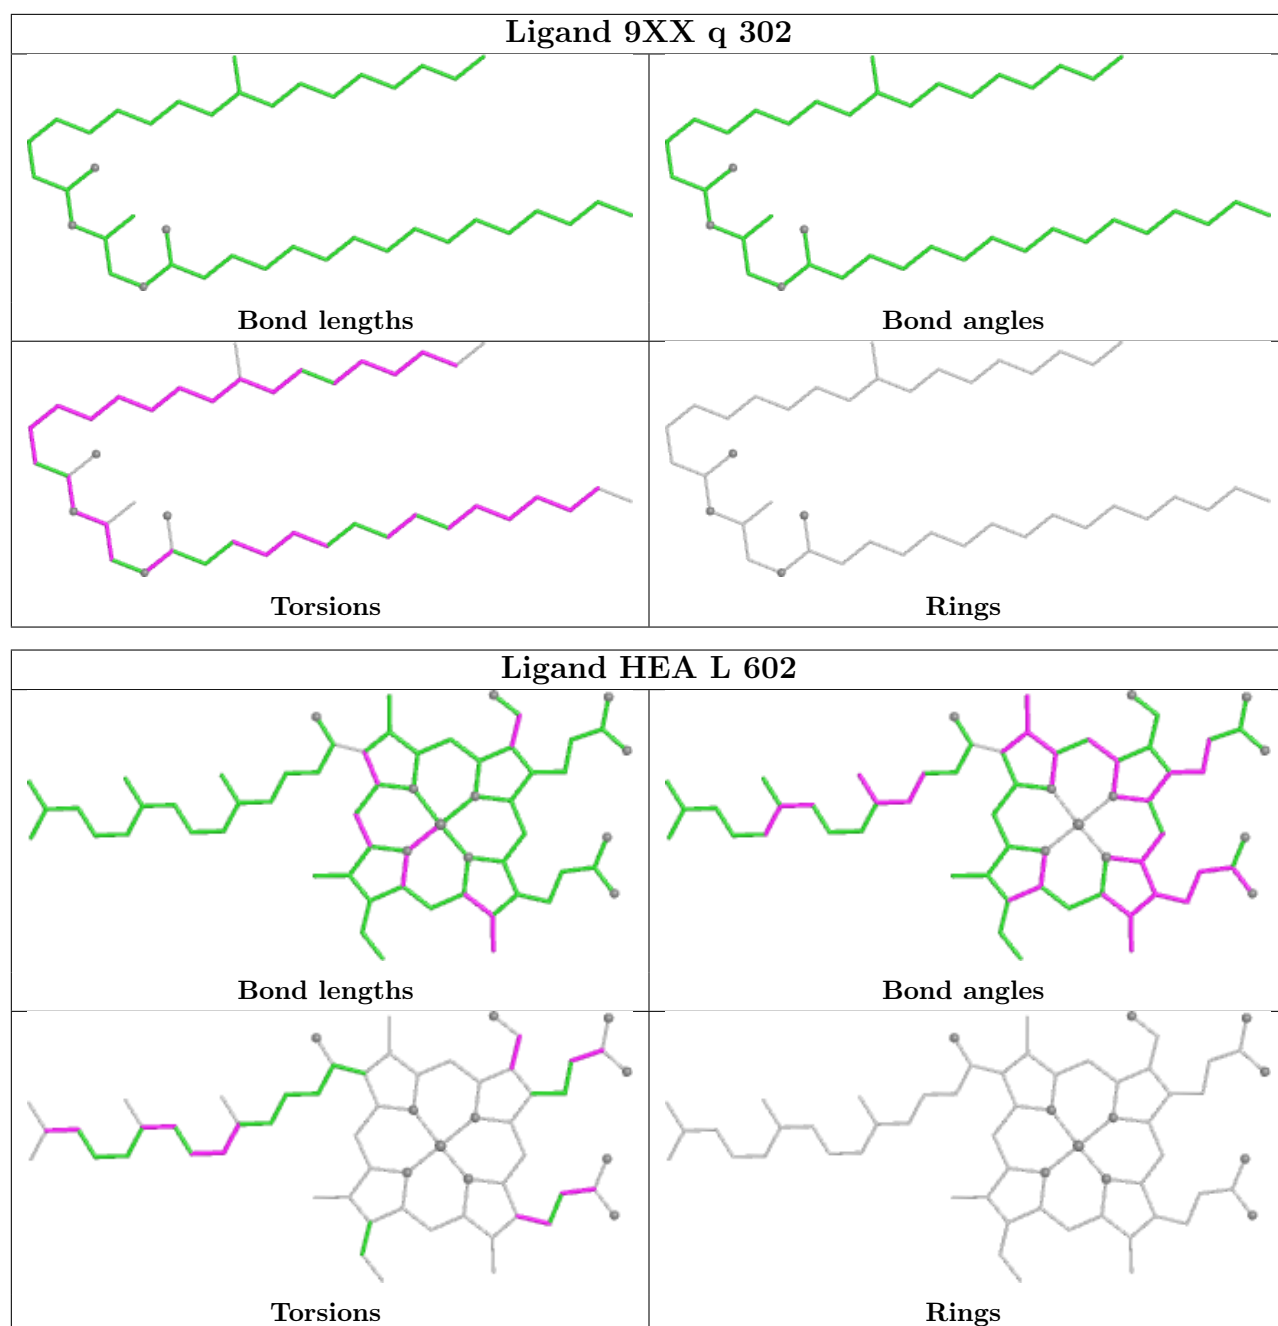 Ligand 9XX q 302
Bond lengths
Bond angles
Torsions
Rings
Ligand HEA L 602
Bond lengths
Bond angles
Torsions
Rings